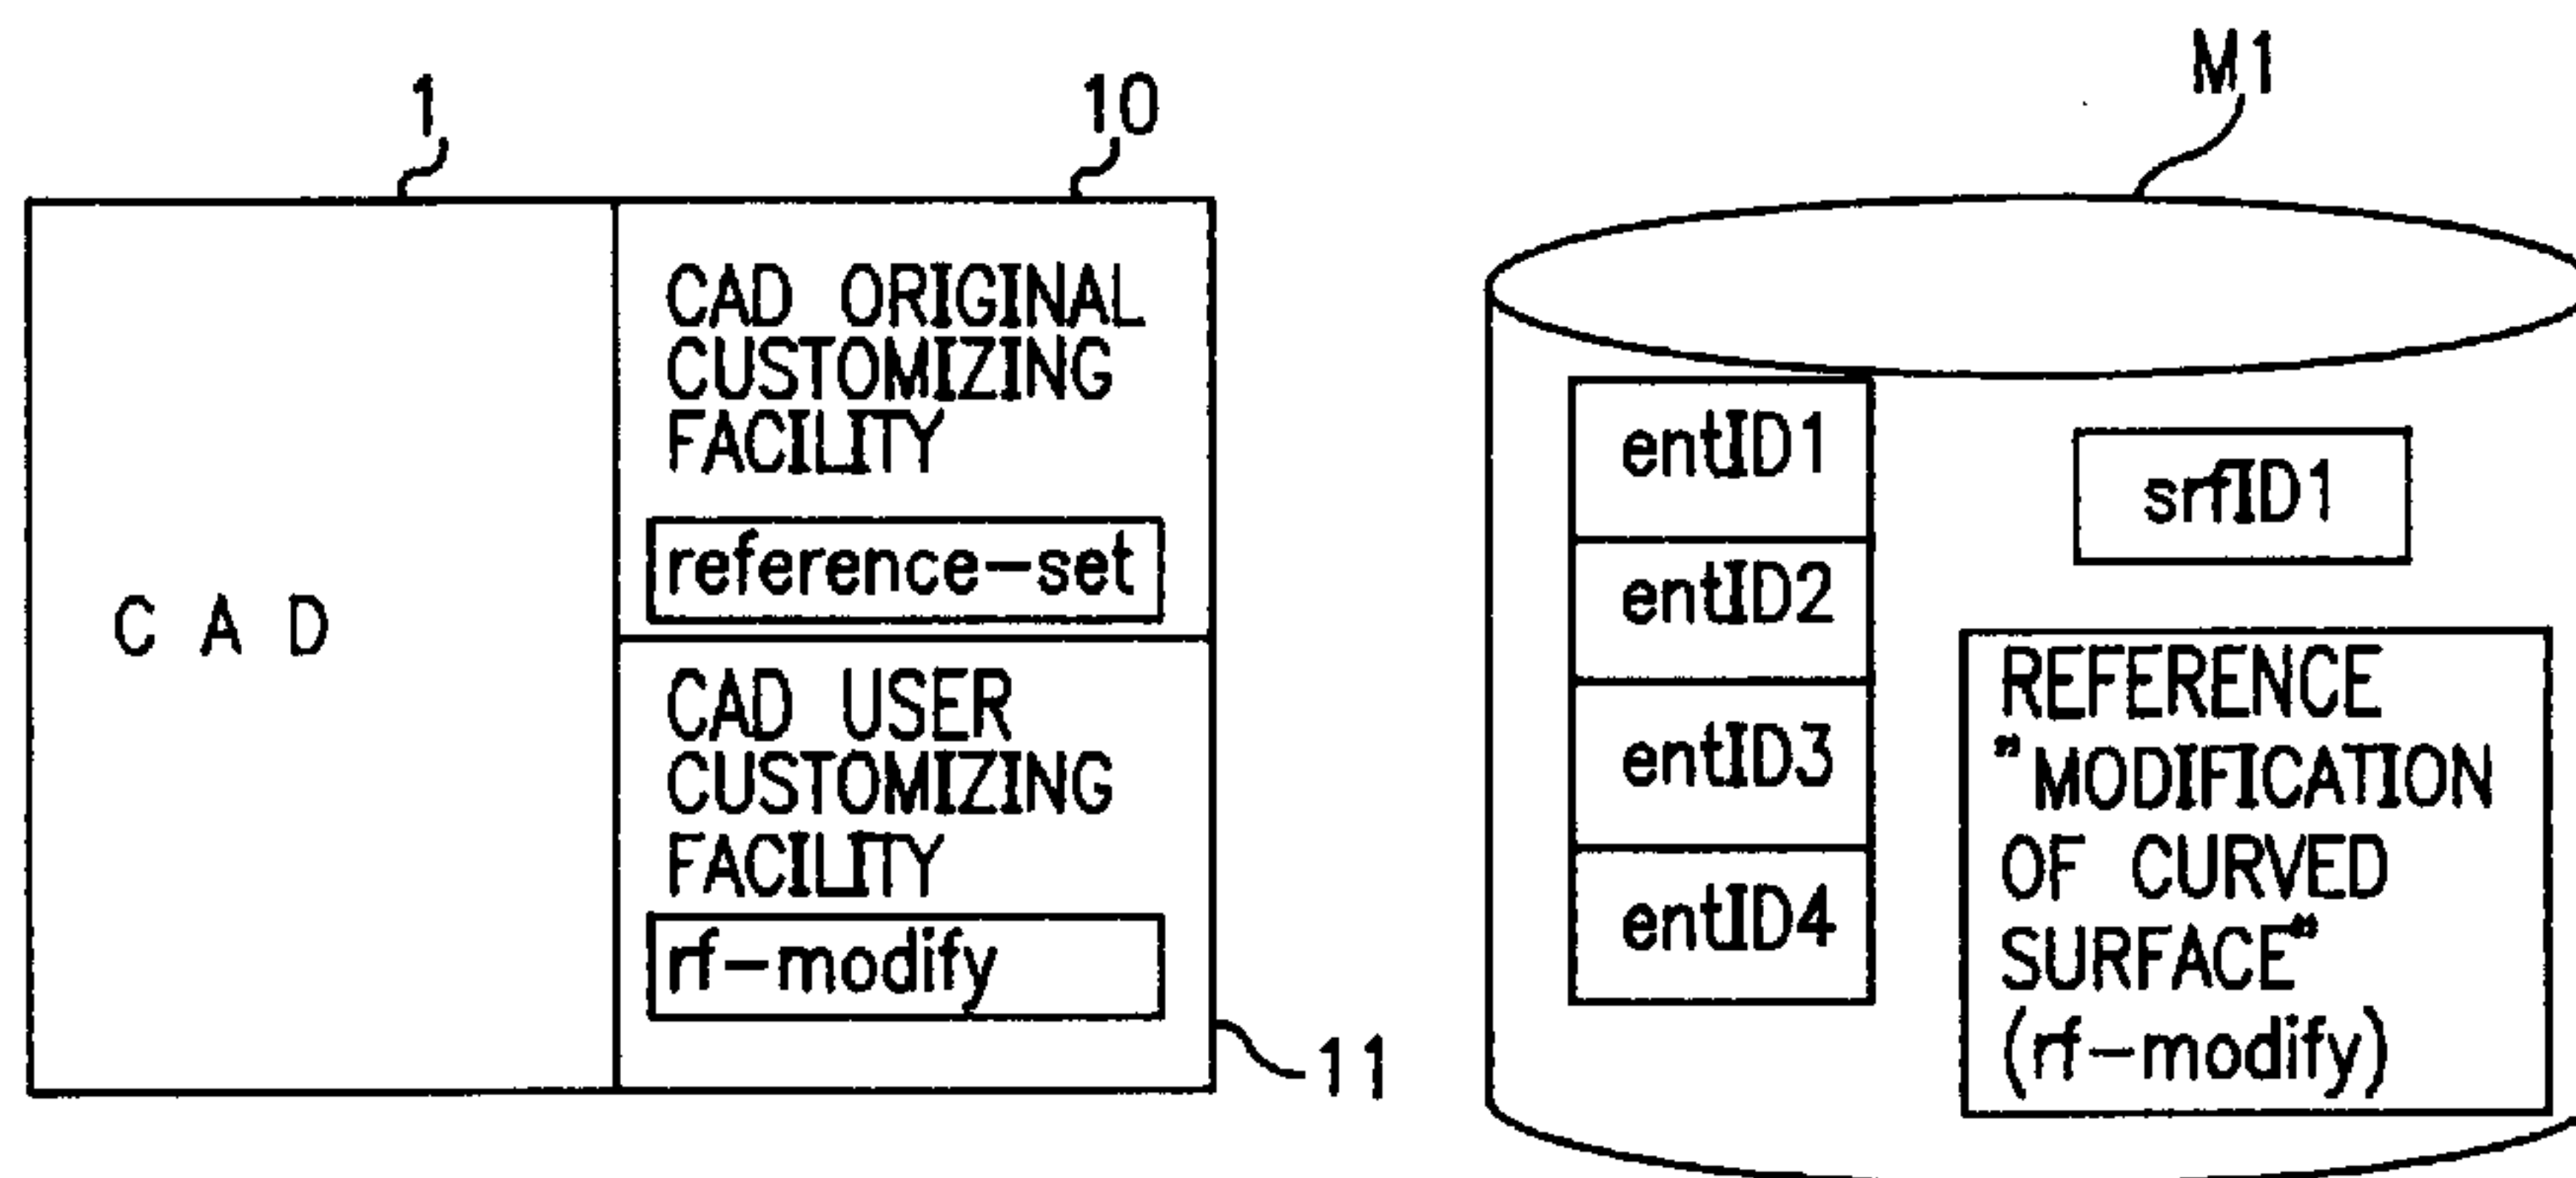 1
10
M1
C A D
CAD ORIGINAL
CUSTOMIZING
FACILITY
reference-set
CAD USER
CUSTOMIZING
FACILITY
rf-modify
11
entID1
entID2
entID3
entID4
srfID1
REFERENCE
"MODIFICATION
OF CURVED
SURFACE"
(rf-modify)